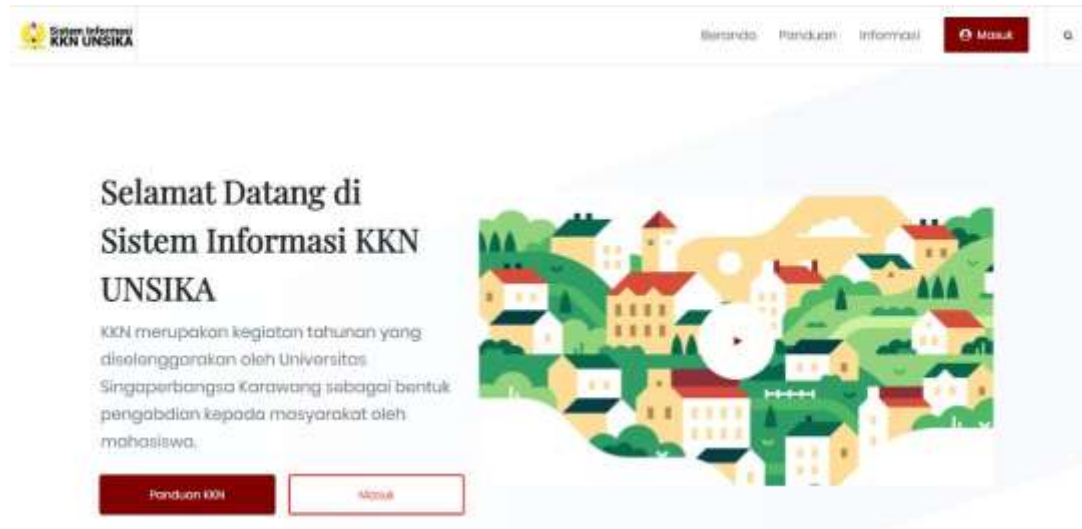 Sistem Informasi
KKN UNSIKA
Beranda Panduan Informasi Masuk
Selamat Datang di
Sistem Informasi KKN
UNSIKA
KKN merupakan kegiatan tahunan yang
diselenggarakan oleh Universitas
Singaperbangsa Karawang sebagai bentuk
pengabdian kepada masyarakat oleh
mahasiswa.
Panduan KKN Masuk